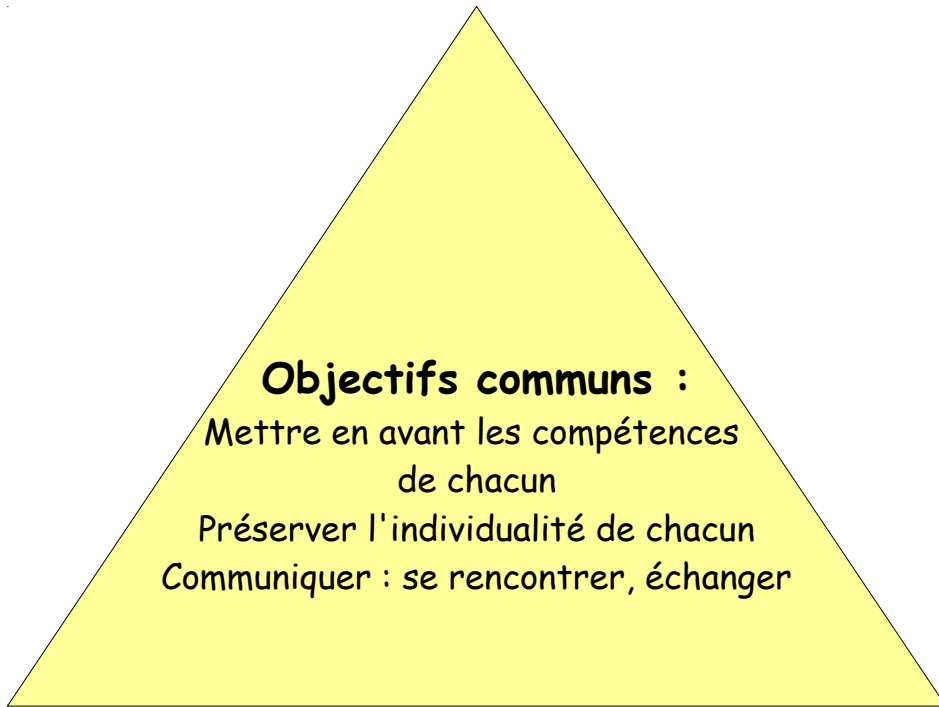 Objectifs communs :
Mettre en avant les compétences
de chacun
Préserver l'individualité de chacun
Communiquer : se rencontrer, échanger